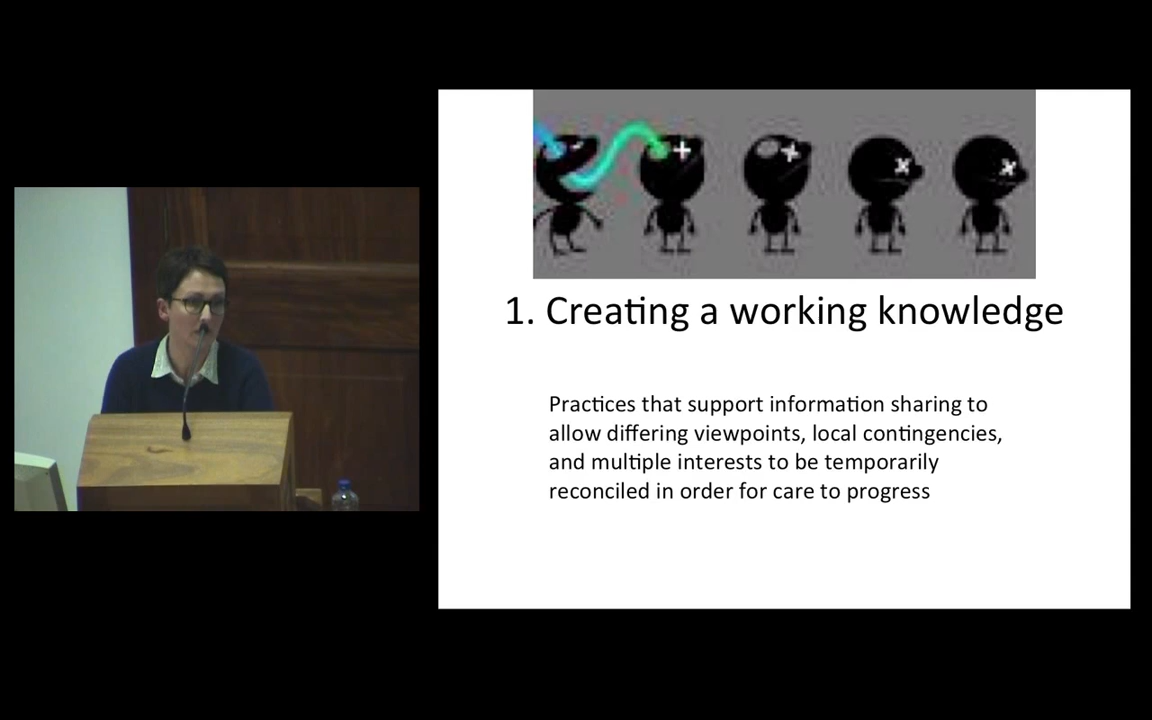 1. Creating a working knowledge
Practices that support information sharing to
allow differing viewpoints, local contingencies,
and multiple interests to be temporarily
reconciled in order for care to progress